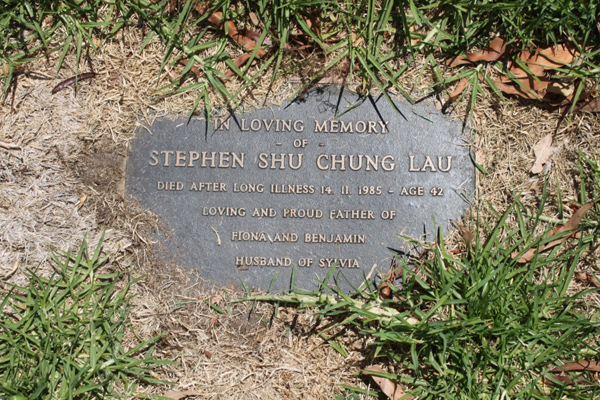 IN LOVING MEMORY
- OF -
STEPHEN SHU CHUNG LAU
DIED AFTER LONG ILLNESS 14. 11. 1985 - AGE 42
LOVING AND PROUD FATHER OF
FIONA AND BENJAMIN
HUSBAND OF SYLVIA